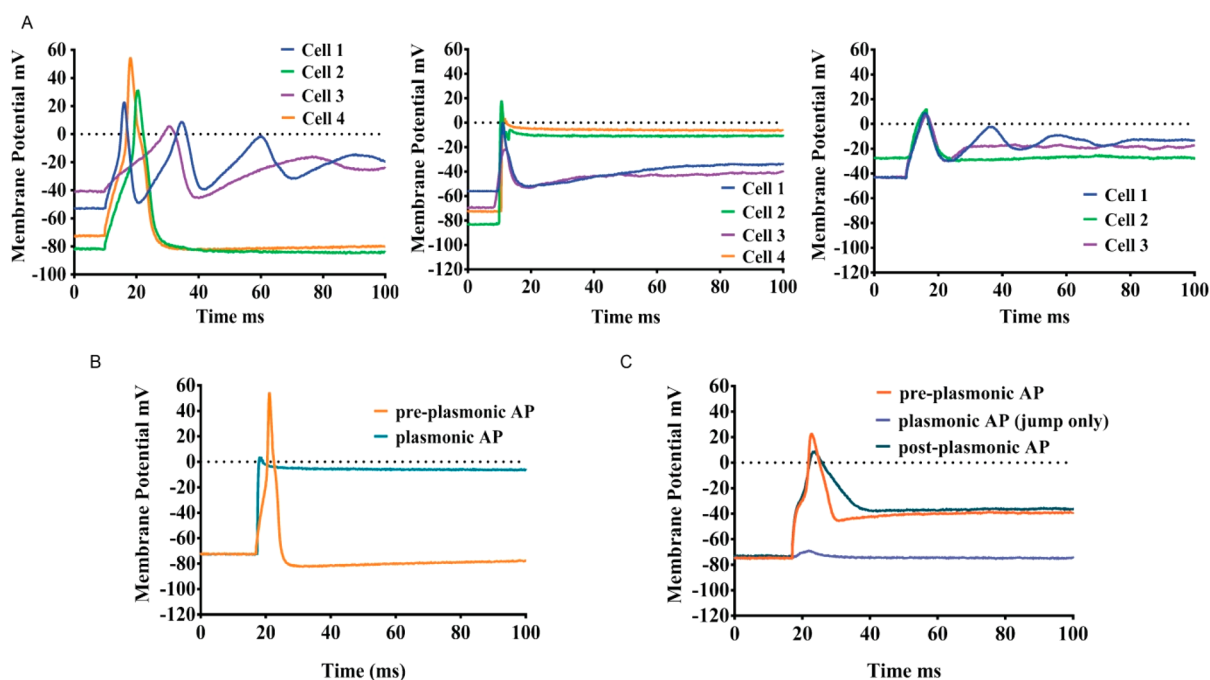 A
Membrane Potential mV
60
40
20
0
-20
-40
-60
-80
-100
0
20
40
60
80
100
Time ms
Cell 1
Cell 2
Cell 3
Cell 4
Membrane Potential mV
60
40
20
0
-20
-40
-60
-80
-100
-120
0
20
40
60
80
100
Time ms
Cell 1
Cell 2
Cell 3
Cell 4
Membrane Potential mV
60
40
20
0
-20
-40
-60
-80
-100
-120
0
20
40
60
80
100
Time ms
Cell 1
Cell 2
Cell 3
B
Membrane Potential mV
60
40
20
0
-20
-40
-60
-80
-100
-120
0
20
40
60
80
100
Time (ms)
pre-plasmonic AP
plasmonic AP
C
Membrane Potential mV
60
40
20
0
-20
-40
-60
-80
-100
-120
0
20
40
60
80
100
Time ms
pre-plasmonic AP
plasmonic AP (jump only)
post-plasmonic AP